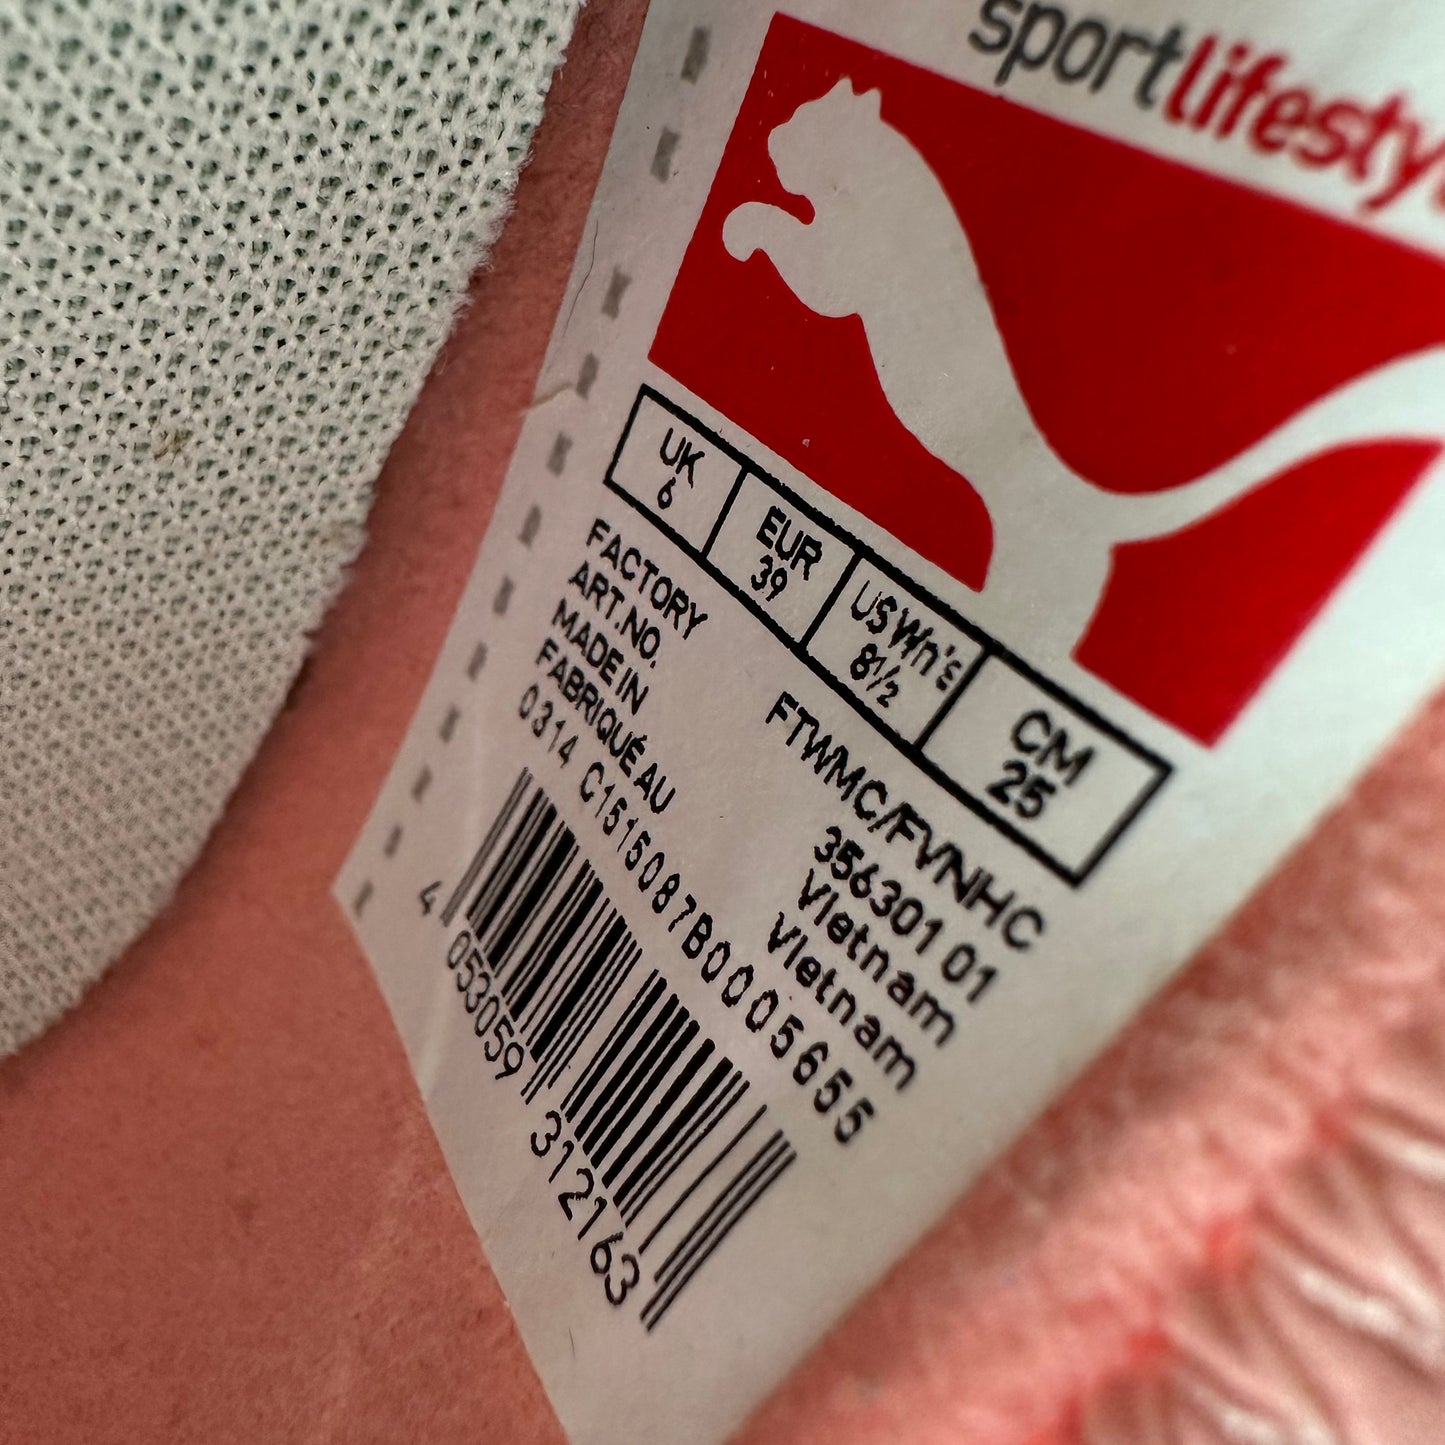 sportlifesty
UK EUR US Wn's CM
6 39 8½ 25
FACTORY FTWMC/FVNHC
ART.NO. 356301 01
MADE IN Vietnam
FABRIQUÉ AU Vietnam
0314 C1515087B0005655
4 053059 312163